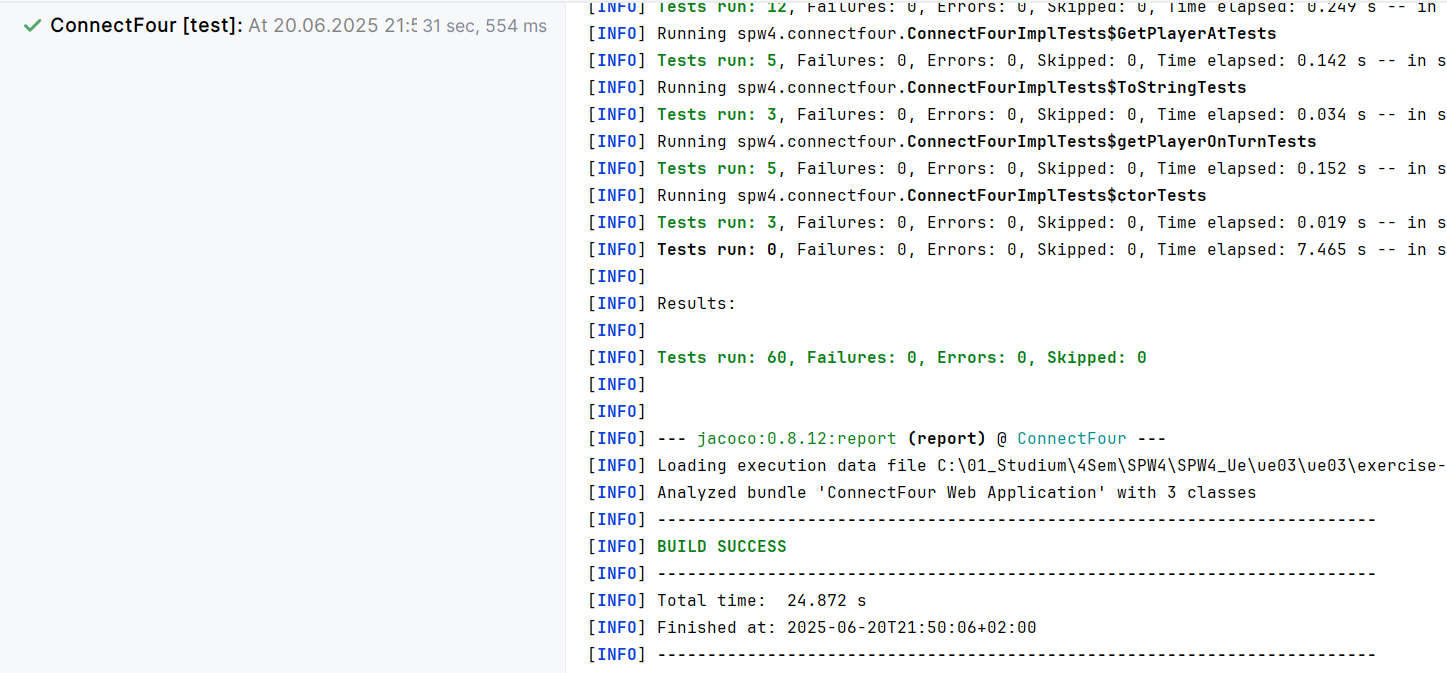 ConnectFour [test]: At 20.06.2025 21:5 31 sec, 554 ms
[INFO] Tests run: 12, Failures: 0, Errors: 0, Skipped: 0, Time elapsed: 0.249 s -- in
[INFO] Running spw4.connectfour.ConnectFourImplTests$GetPlayerAtTests
[INFO] Tests run: 5, Failures: 0, Errors: 0, Skipped: 0, Time elapsed: 0.142 s -- in s
[INFO] Running spw4.connectfour.ConnectFourImplTests$ToStringTests
[INFO] Tests run: 3, Failures: 0, Errors: 0, Skipped: 0, Time elapsed: 0.034 s -- in s
[INFO] Running spw4.connectfour.ConnectFourImplTests$getPlayerOnTurnTests
[INFO] Tests run: 5, Failures: 0, Errors: 0, Skipped: 0, Time elapsed: 0.152 s -- in s
[INFO] Running spw4.connectfour.ConnectFourImplTests$ctorTests
[INFO] Tests run: 3, Failures: 0, Errors: 0, Skipped: 0, Time elapsed: 0.019 s -- in s
[INFO] Tests run: 0, Failures: 0, Errors: 0, Skipped: 0, Time elapsed: 7.465 s -- in s
[INFO]
[INFO] Results:
[INFO]
[INFO] Tests run: 60, Failures: 0, Errors: 0, Skipped: 0
[INFO]
[INFO]
[INFO] --- jacoco:0.8.12:report (report) @ ConnectFour ---
[INFO] Loading execution data file C:\01_Studium\4Sem\SPW4\SPW4_Ue\ue03\ue03\exercise-
[INFO] Analyzed bundle 'ConnectFour Web Application' with 3 classes
[INFO] ------------------------------------------------------------------------
[INFO] BUILD SUCCESS
[INFO] ------------------------------------------------------------------------
[INFO] Total time:  24.872 s
[INFO] Finished at: 2025-06-20T21:50:06+02:00
[INFO] ------------------------------------------------------------------------